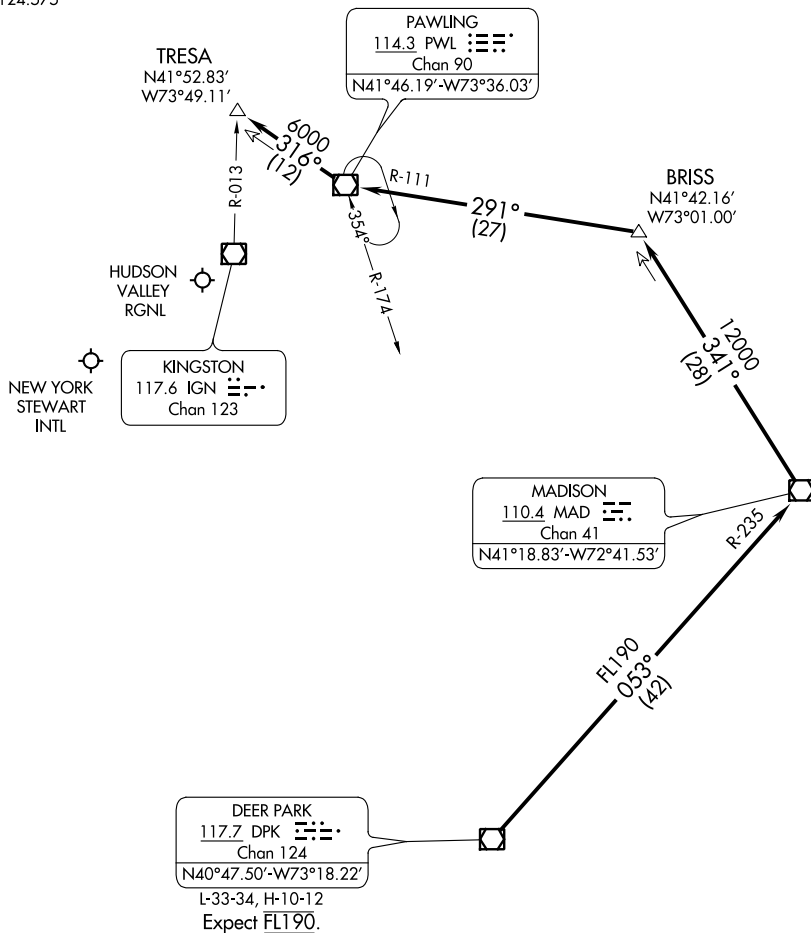 124.575
PAWLING
114.3 PWL
Chan 90
N41°46.19'-W73°36.03'
TRESA
N41°52.83'
W73°49.11'
6000
316°
(12)
R-111
291°
(27)
BRISS
N41°42.16'
W73°01.00'
R-013
354°
R-174
HUDSON
VALLEY
RGNL
12000
341°
(28)
NEW YORK
STEWART
INTL
KINGSTON
117.6 IGN
Chan 123
MADISON
110.4 MAD
Chan 41
N41°18.83'-W72°41.53'
R-235
FL190
053°
(42)
DEER PARK
117.7 DPK
Chan 124
N40°47.50'-W73°18.22'
L-33-34, H-10-12
Expect FL190.